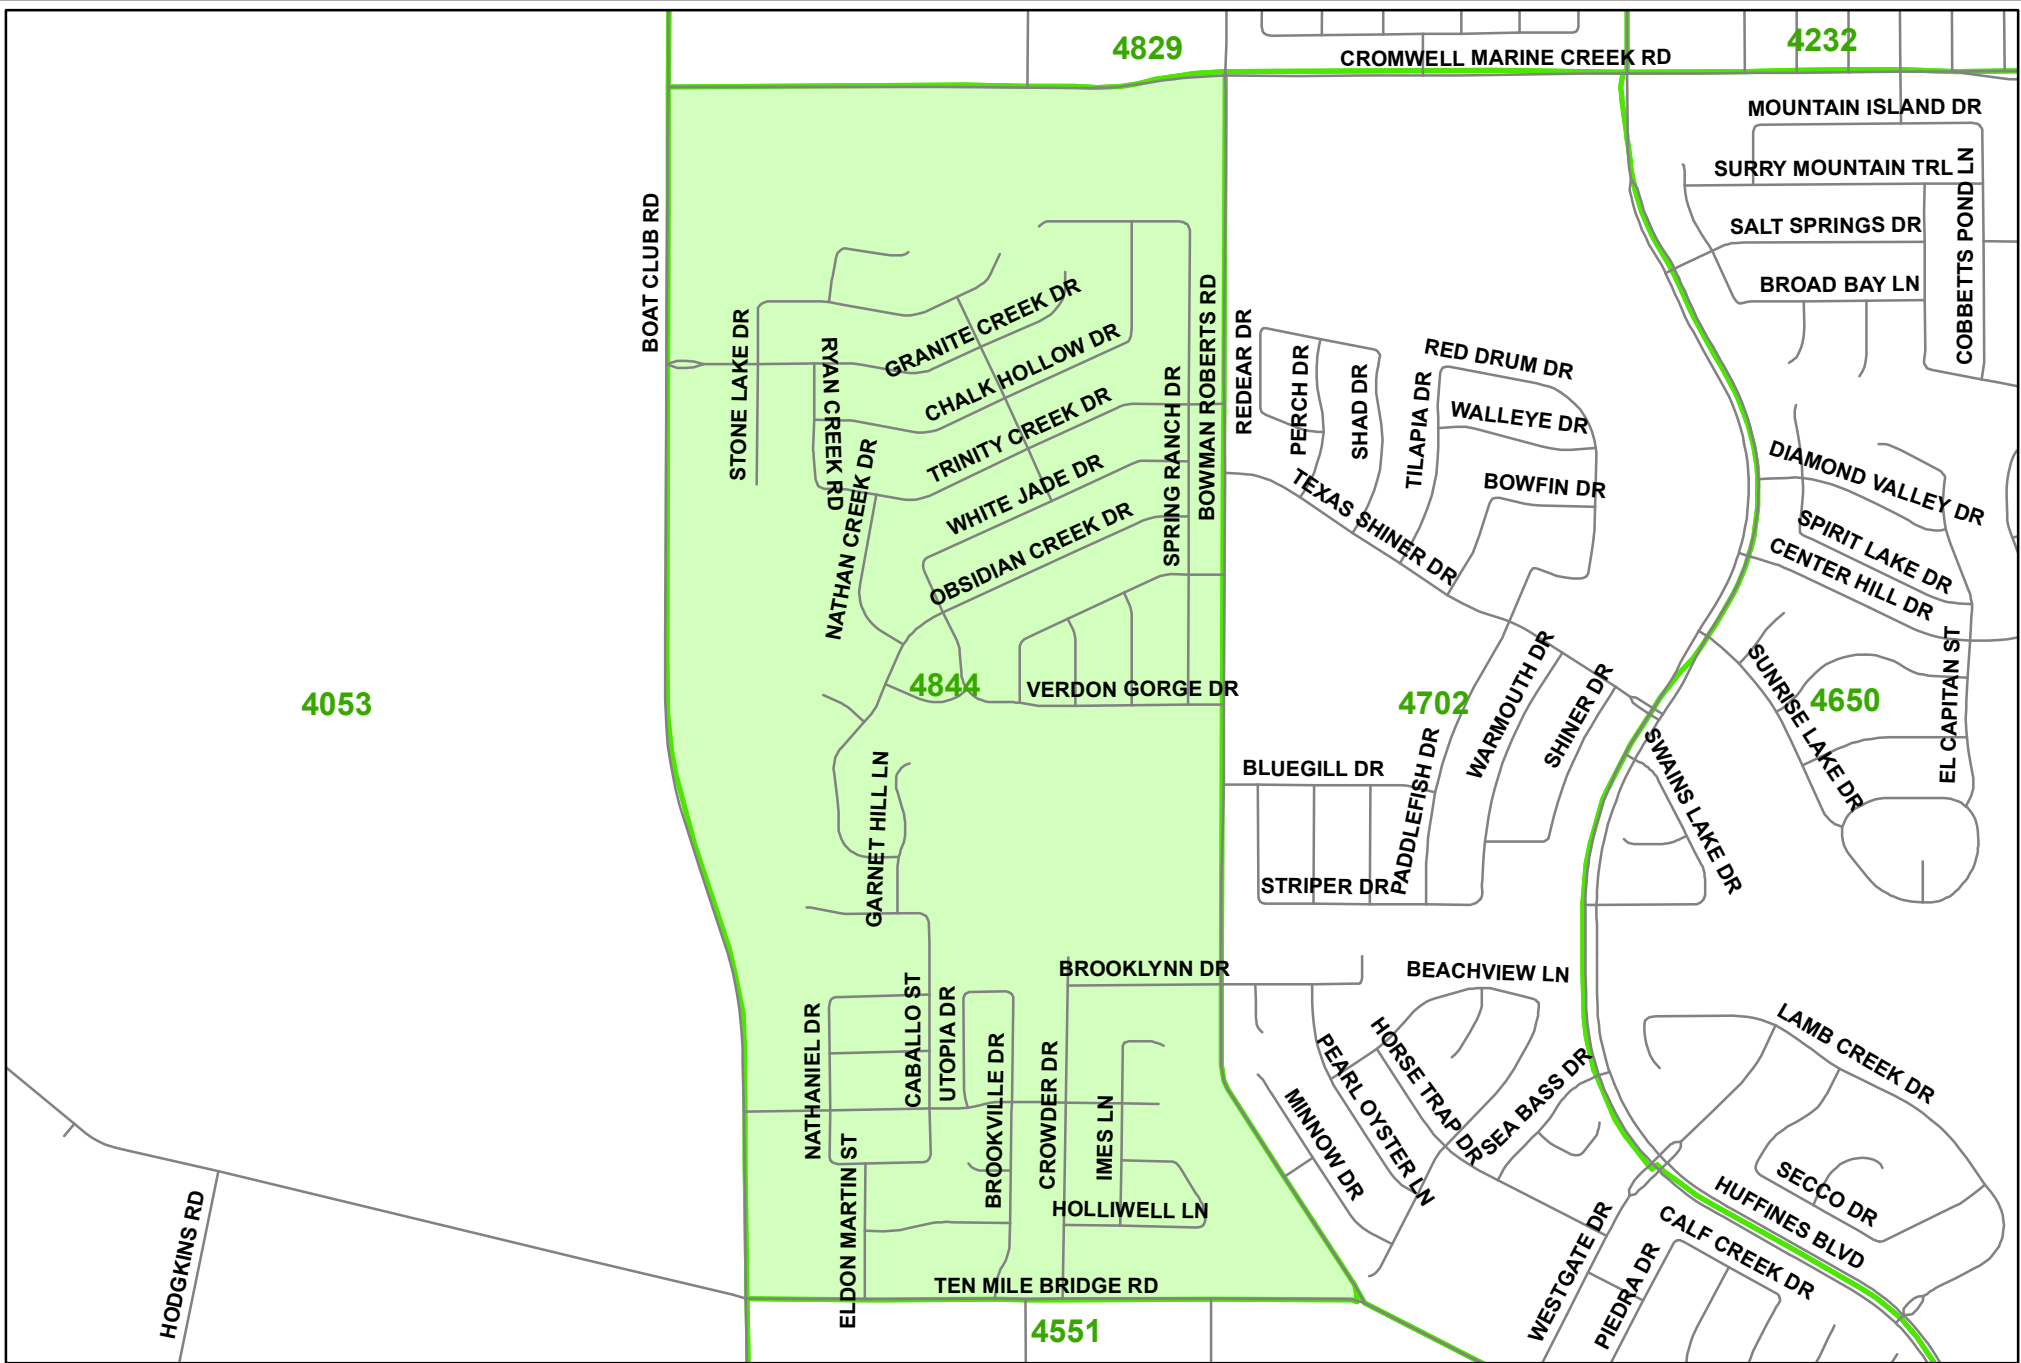 4829
4232
CROMWELL MARINE CREEK RD
MOUNTAIN ISLAND DR
SURRY MOUNTAIN TRL
COBBETTS POND LN
SALT SPRINGS DR
BROAD BAY LN
BOAT CLUB RD
STONE LAKE DR
RYAN CREEK RD
GRANITE CREEK DR
CHALK HOLLOW DR
TRINITY CREEK DR
WHITE JADE DR
OBSIDIAN CREEK DR
NATHAN CREEK DR
SPRING RANCH DR
BOWMAN ROBERTS RD
REDEAR DR
PERCH DR
SHAD DR
TILAPIA DR
RED DRUM DR
WALLEYE DR
BOWFIN DR
TEXAS SHINER DR
DIAMOND VALLEY DR
SPIRIT LAKE DR
CENTER HILL DR
EL CAPITAN ST
SUNRISE LAKE DR
4053
4844
VERDON GORGE DR
4702
4650
WARMOUTH DR
SHINER DR
PADDLEFISH DR
SWAINS LAKE DR
BLUEGILL DR
STRIPER DR
GARNET HILL LN
BROOKLYNN DR
BEACHVIEW LN
NATHANIEL DR
CABALLO ST
UTOPIA DR
BROOKVILLE DR
CROWDER DR
IMES LN
HOLLIWELL LN
ELDON MARTIN ST
TEN MILE BRIDGE RD
MINNOW DR
PEARL OYSTER LN
HORSE TRAP DR
SEA BASS DR
LAMB CREEK DR
SECCO DR
HUFFINES BLVD
CALF CREEK DR
WESTGATE DR
PIEDRA DR
HODGKINS RD
4551